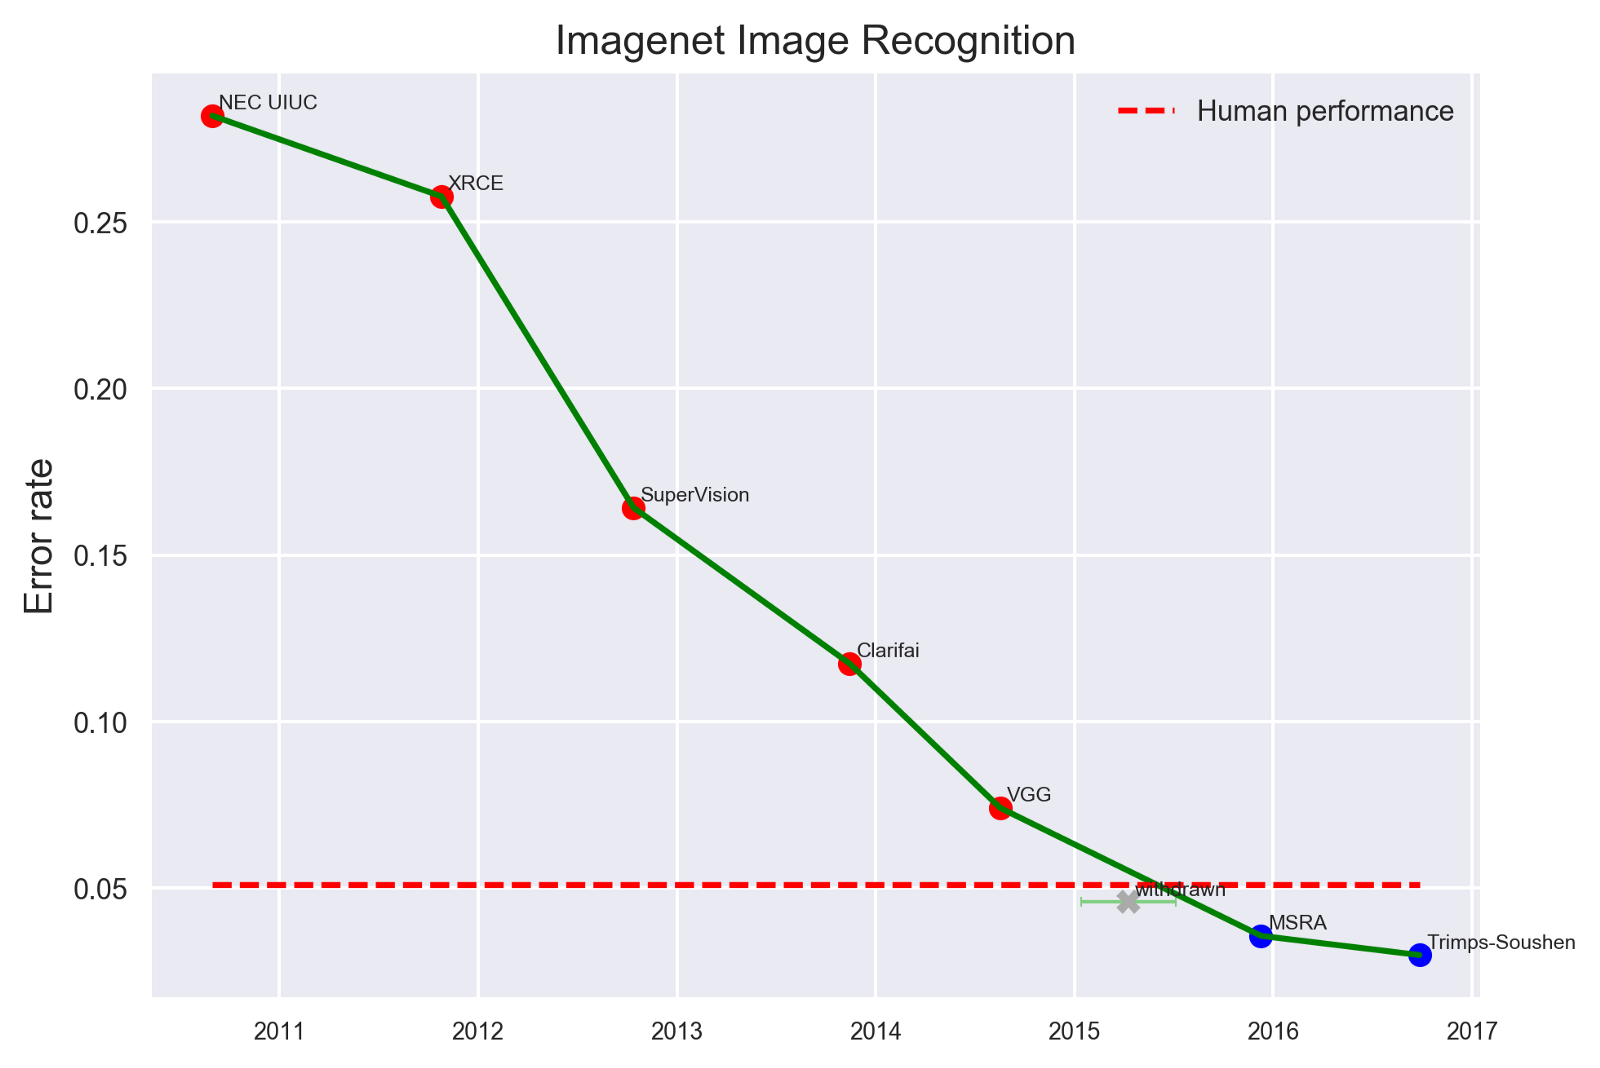 Imagenet Image Recognition
NEC UIUC
Human performance
XRCE
0.25
0.20
SuperVision
Error rate
0.15
Clarifai
0.10
VGG
0.05
withdrawn
MSRA
Trimps-Soushen
2011
2012
2013
2014
2015
2016
2017